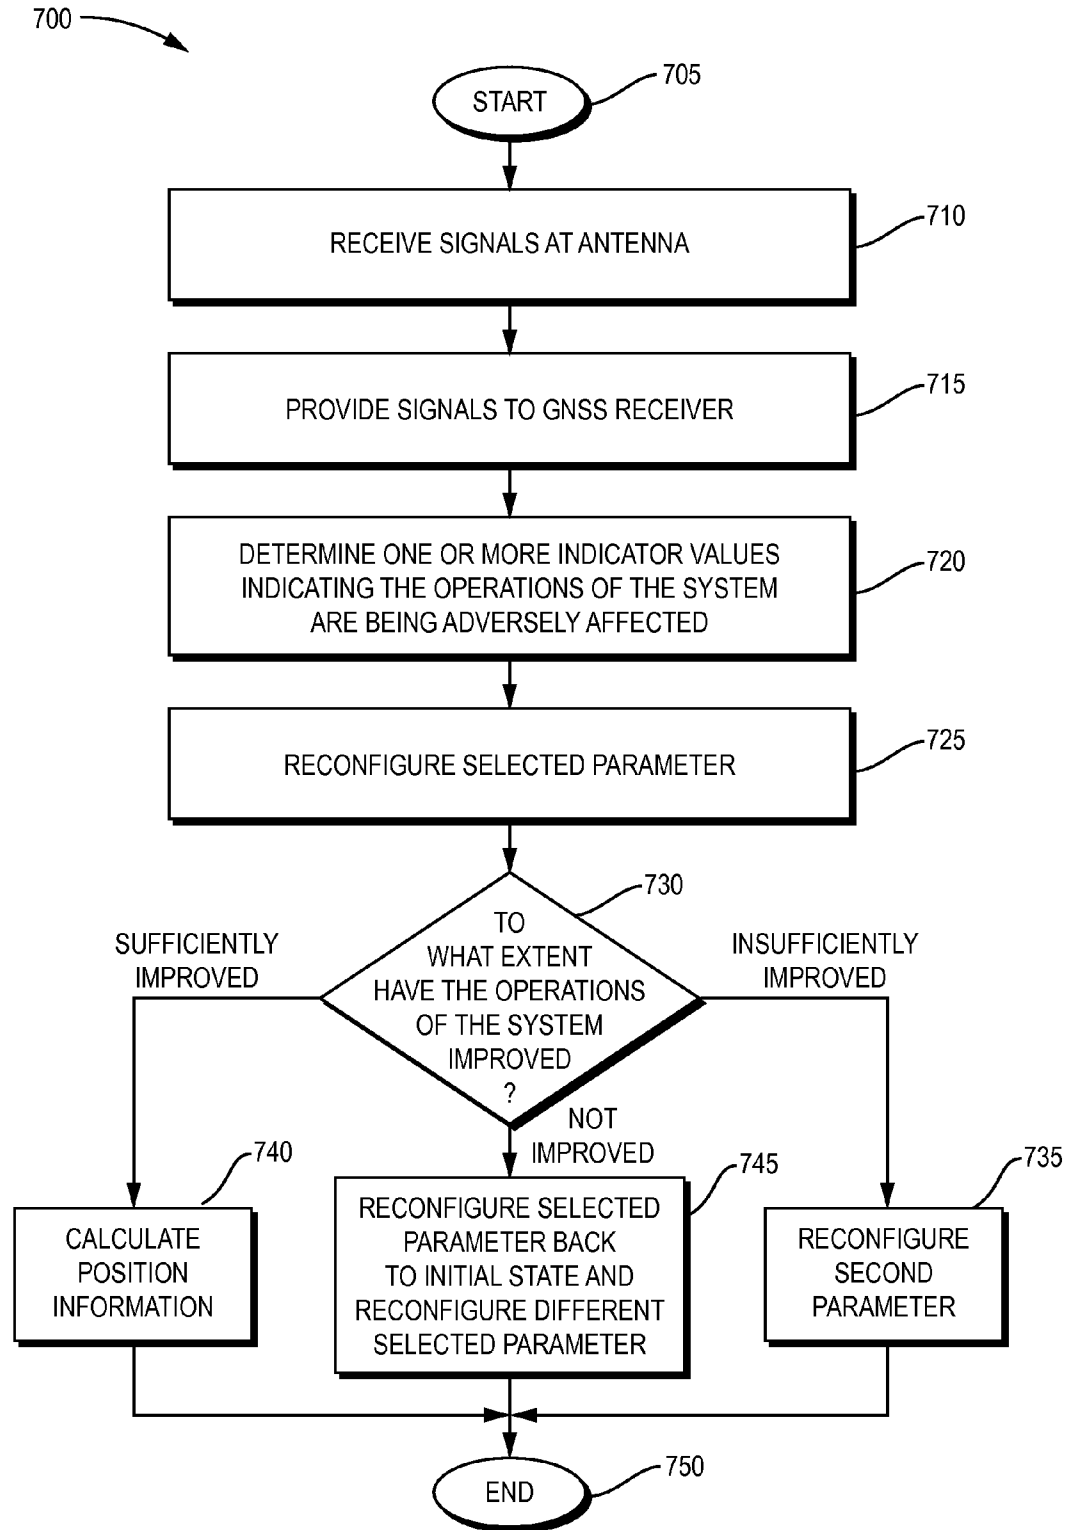 700
START
705
RECEIVE SIGNALS AT ANTENNA
710
PROVIDE SIGNALS TO GNSS RECEIVER
715
DETERMINE ONE OR MORE INDICATOR VALUES
INDICATING THE OPERATIONS OF THE SYSTEM
ARE BEING ADVERSELY AFFECTED
720
RECONFIGURE SELECTED PARAMETER
725
TO
WHAT EXTENT
HAVE THE OPERATIONS
OF THE SYSTEM
IMPROVED
?
730
SUFFICIENTLY
IMPROVED
INSUFFICIENTLY
IMPROVED
NOT
IMPROVED
740
CALCULATE
POSITION
INFORMATION
745
RECONFIGURE SELECTED
PARAMETER BACK
TO INITIAL STATE AND
RECONFIGURE DIFFERENT
SELECTED PARAMETER
735
RECONFIGURE
SECOND
PARAMETER
END
750